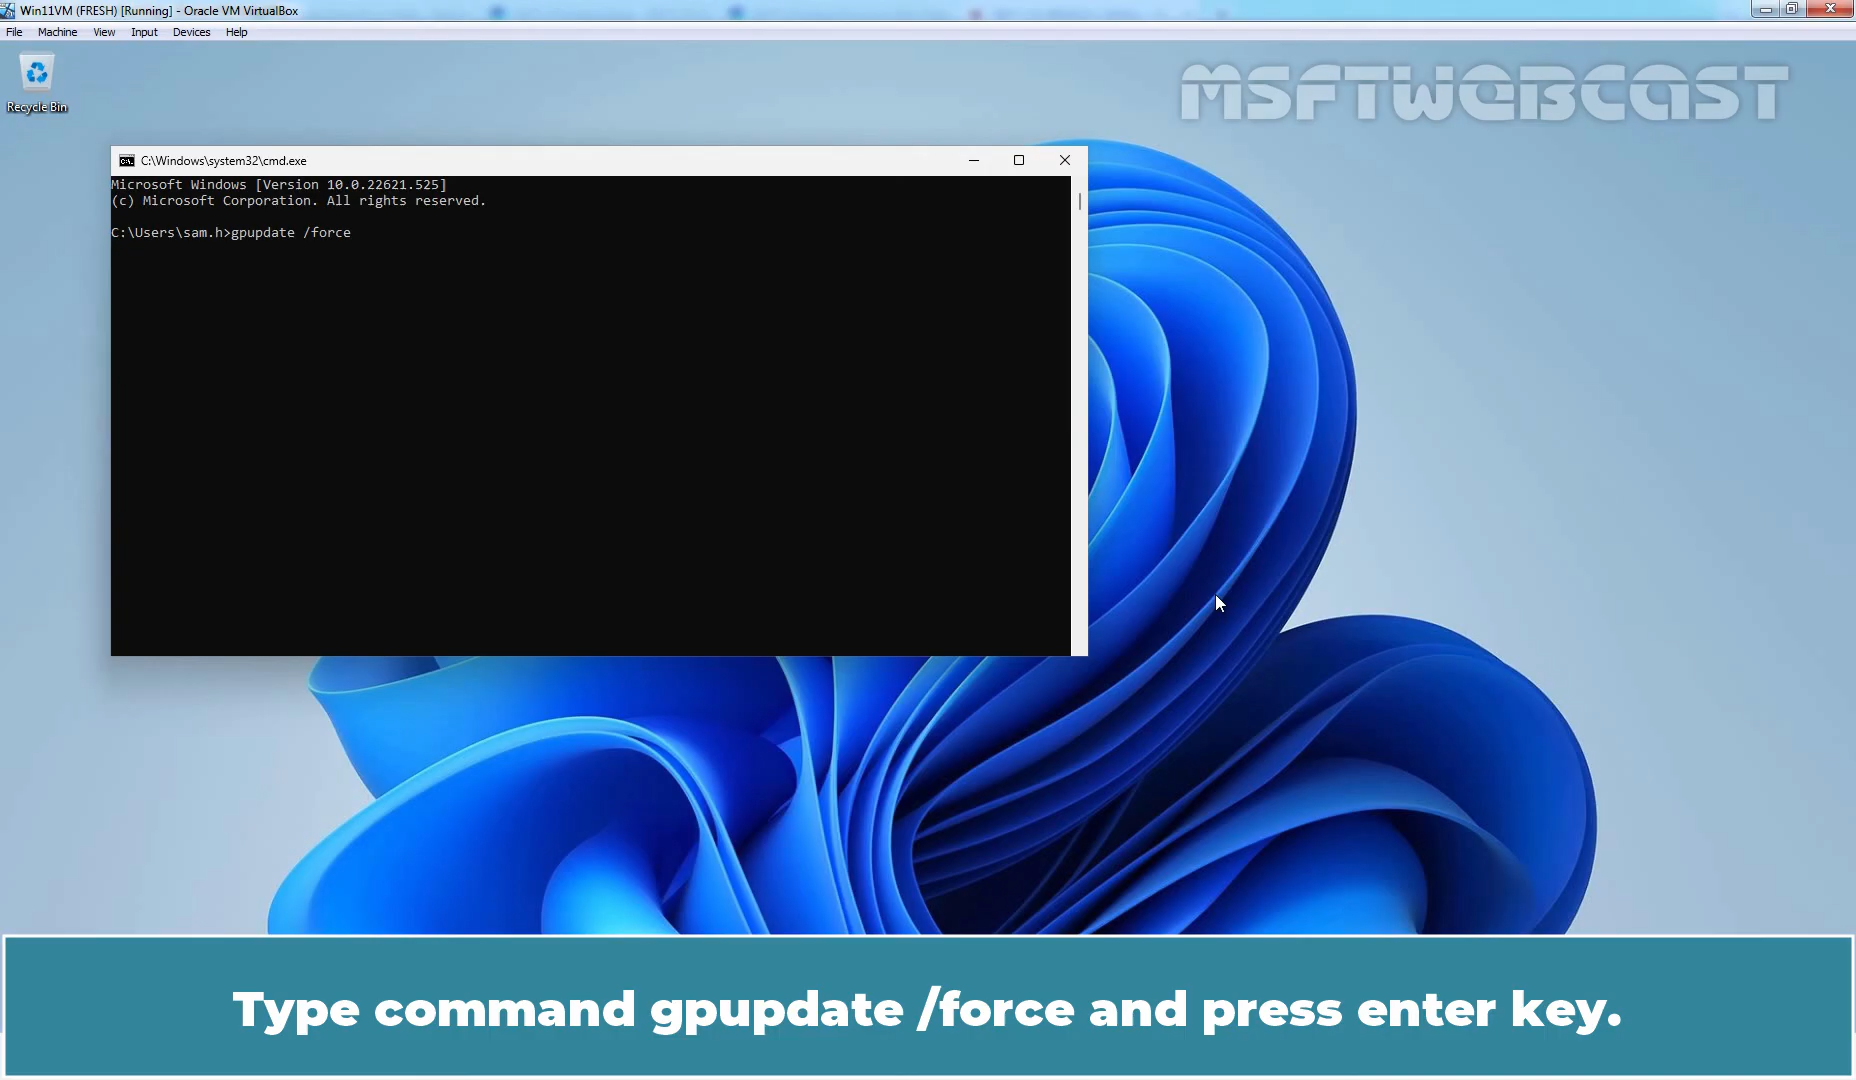 Win11VM (FRESH) [Running] - Oracle VM VirtualBox
File Machine View Input Devices Help
MSFTWEBCAST
Recycle Bin
C:\Windows\system32\cmd.exe
Microsoft Windows [Version 10.0.22621.525]
(c) Microsoft Corporation. All rights reserved.
C:\Users\sam.h>gpupdate /force
Type command gpupdate /force and press enter key.